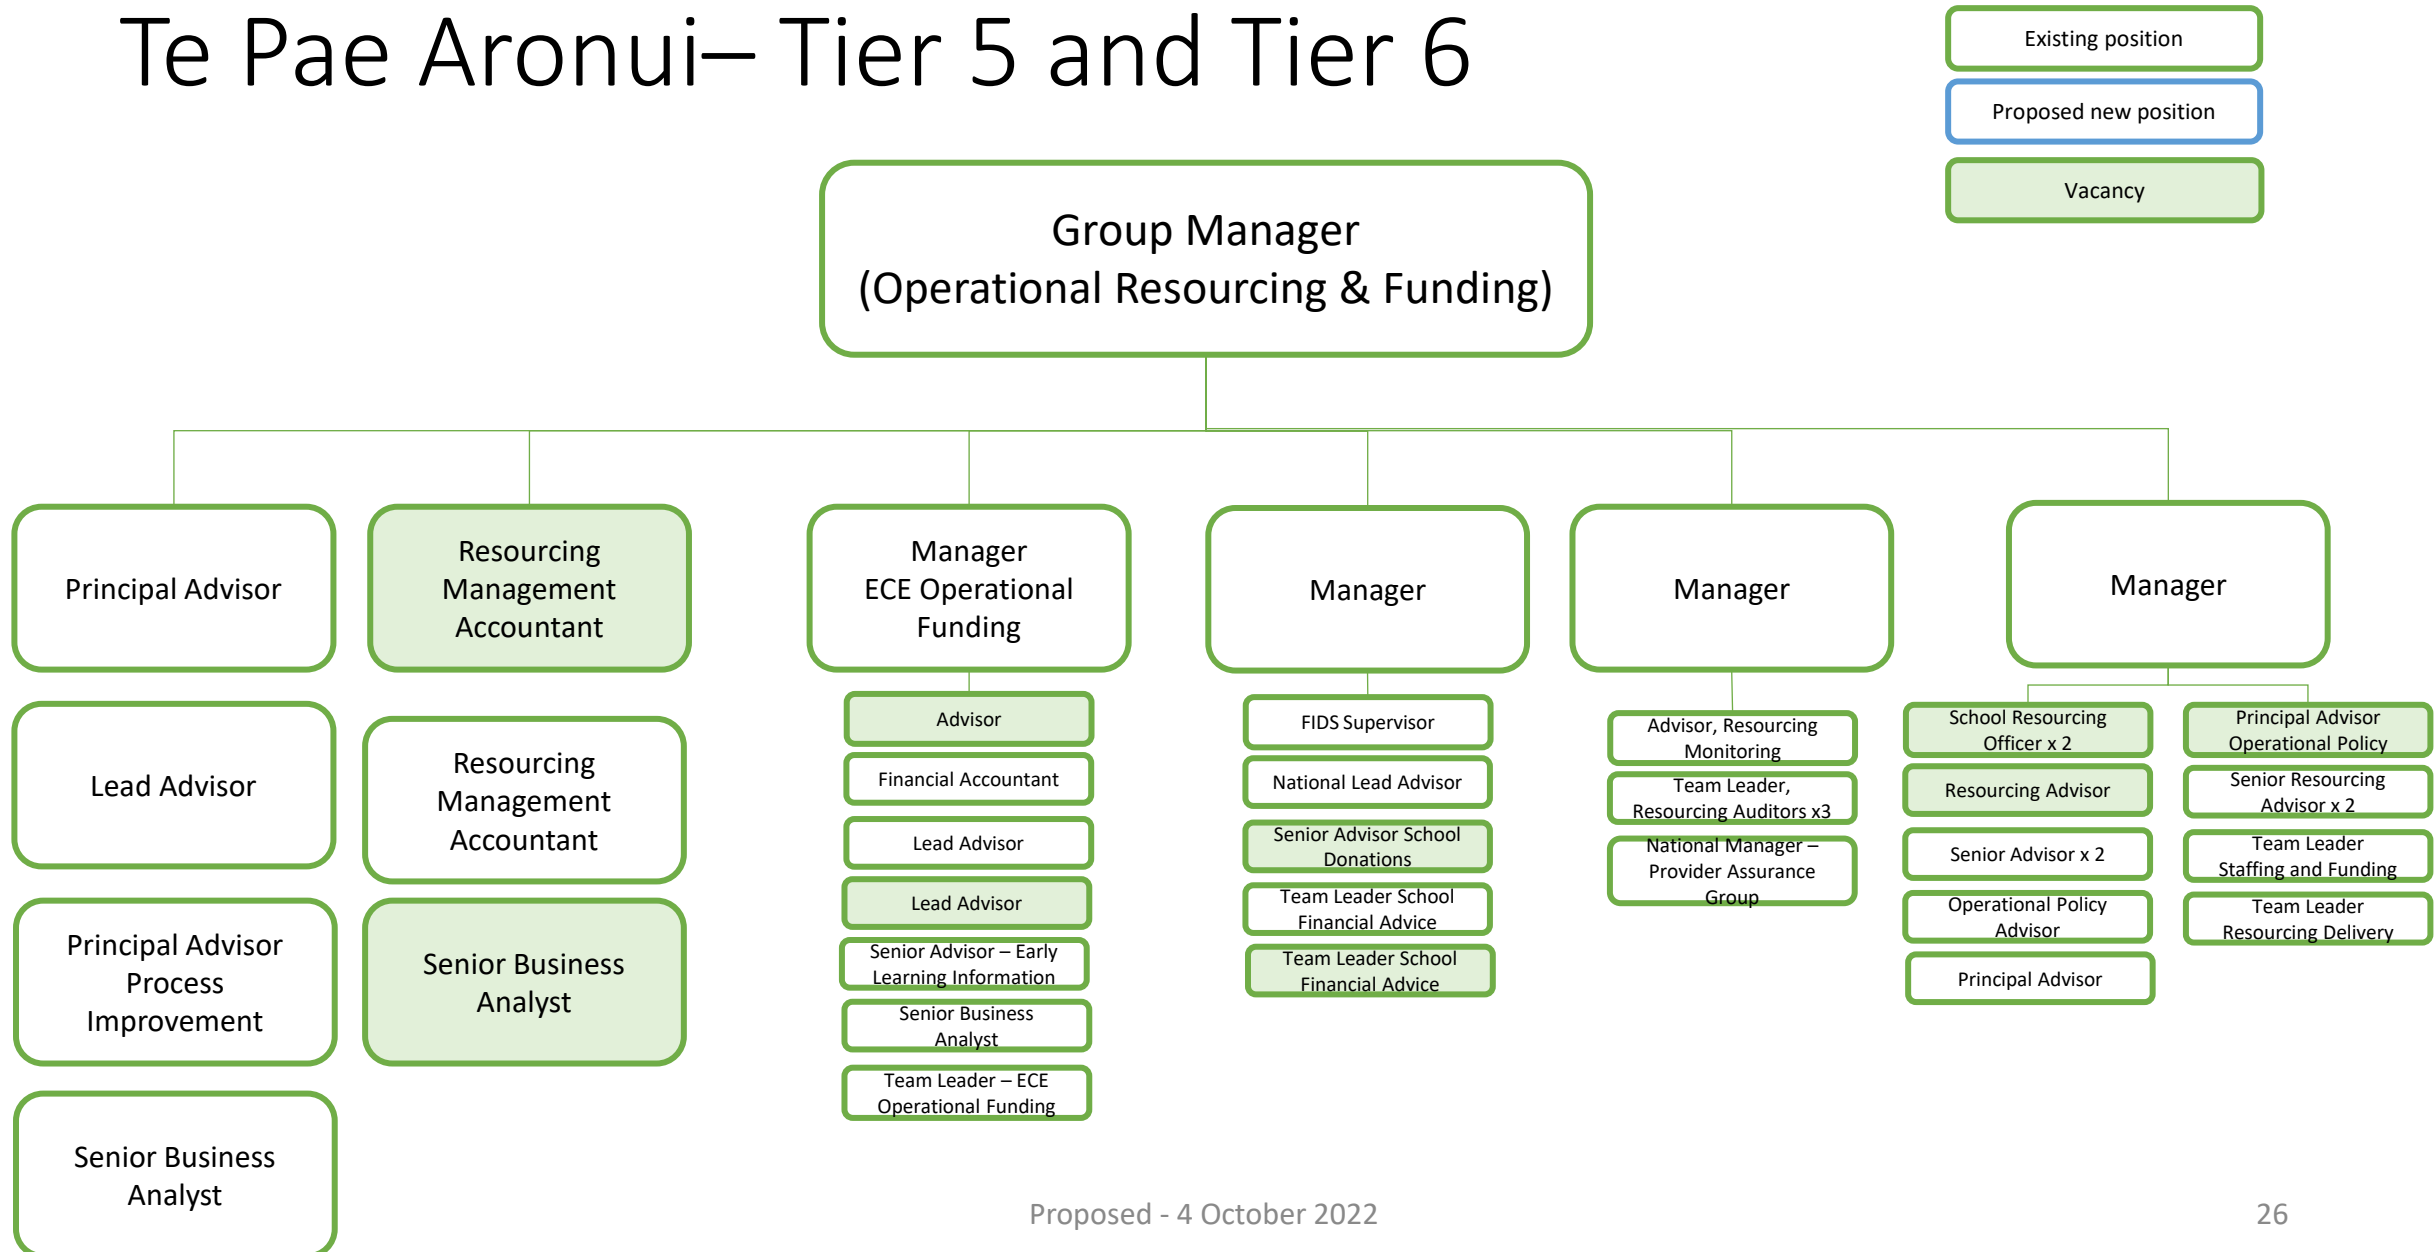 Te Pae Aronui– Tier 5 and Tier 6
Existing position
Proposed new position
Vacancy
Group Manager
(Operational Resourcing & Funding)
Principal Advisor
Lead Advisor
Principal Advisor
Process
Improvement
Senior Business
Analyst
Resourcing
Management
Accountant
Resourcing
Management
Accountant
Senior Business
Analyst
Manager
ECE Operational
Funding
Advisor
Financial Accountant
Lead Advisor
Lead Advisor
Senior Advisor – Early
Learning Information
Senior Business
Analyst
Team Leader – ECE
Operational Funding
Manager
FIDS Supervisor
National Lead Advisor
Senior Advisor School
Donations
Team Leader School
Financial Advice
Team Leader School
Financial Advice
Manager
Advisor, Resourcing
Monitoring
Team Leader,
Resourcing Auditors x3
National Manager –
Provider Assurance
Group
Manager
School Resourcing
Officer x 2
Resourcing Advisor
Senior Advisor x 2
Operational Policy
Advisor
Principal Advisor
Principal Advisor
Operational Policy
Senior Resourcing
Advisor x 2
Team Leader
Staffing and Funding
Team Leader
Resourcing Delivery
Proposed - 4 October 2022
26